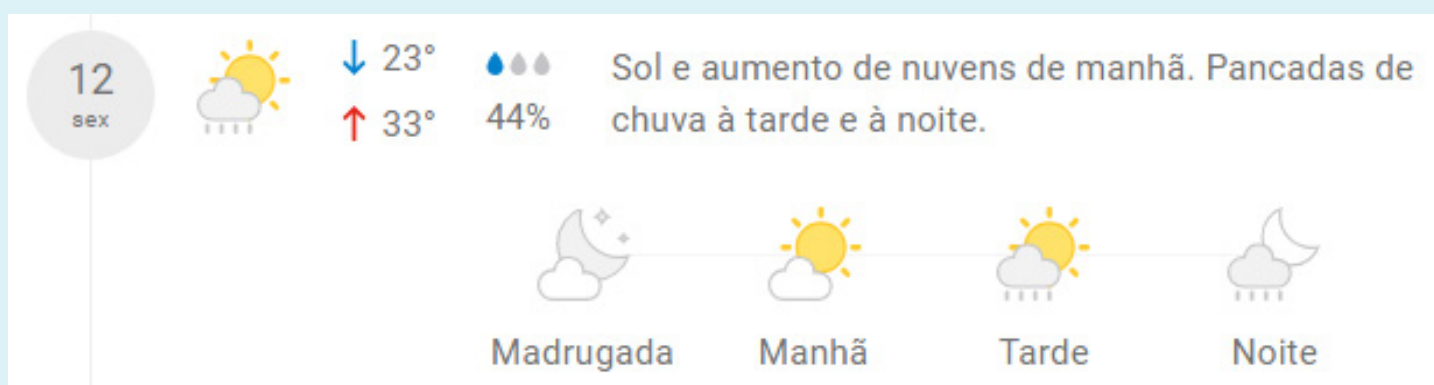 12
sex
↓ 23°
↑ 33°
44%
Sol e aumento de nuvens de manhã. Pancadas de
chuva à tarde e à noite.
Madrugada Manhã Tarde Noite